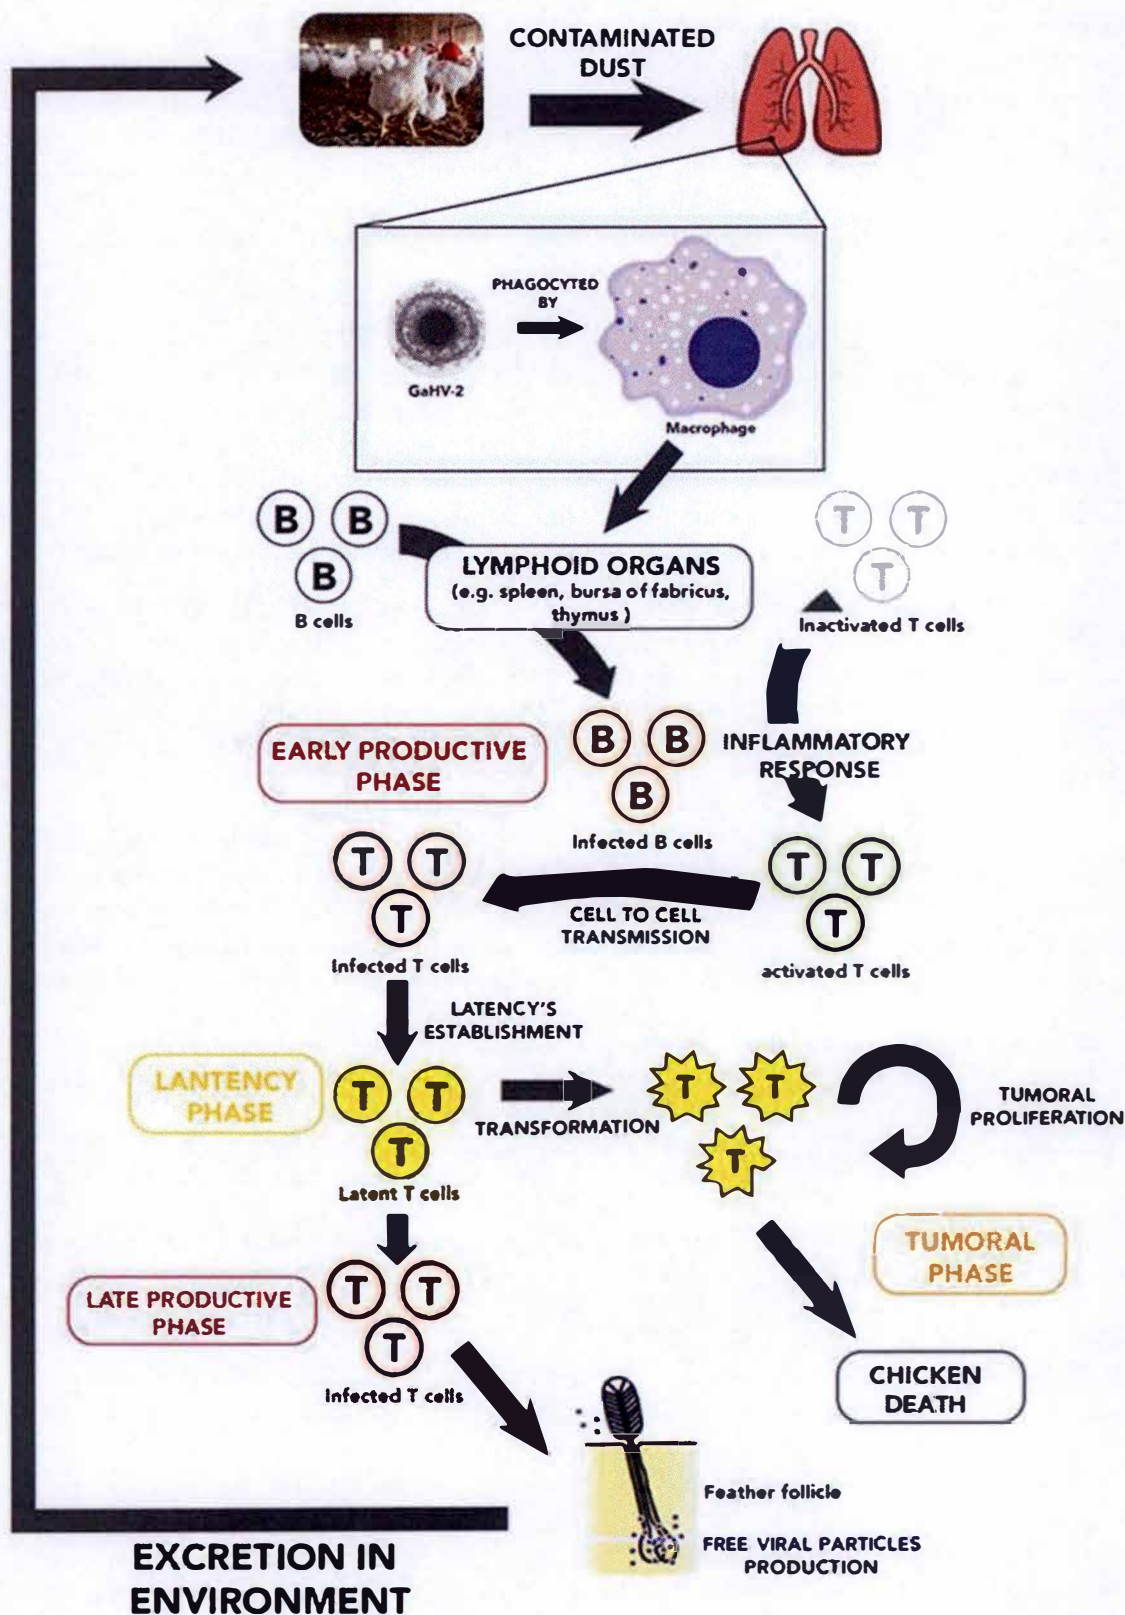 CONTAMINATED
DUST
PHAGOCYTED
BY
GaHV-2
Macrophage
B B
B
B cells
LYMPHOID ORGANS
(e.g. spleen, bursa of fabricus,
thymus )
T T
T
Inactivated T cells
EARLY PRODUCTIVE
PHASE
B B
B
Infected B cells
INFLAMMATORY
RESPONSE
T T
T
Infected T cells
CELL TO CELL
TRANSMISSION
T T
T
activated T cells
LATENCY'S
ESTABLISHMENT
LANTENCY
PHASE
T T
T
Latent T cells
TRANSFORMATION
T T
T
TUMORAL
PROLIFERATION
TUMORAL
PHASE
LATE PRODUCTIVE
PHASE
T T
T
Infected T cells
CHICKEN
DEATH
Feather follicle
FREE VIRAL PARTICLES
PRODUCTION
EXCRETION IN
ENVIRONMENT